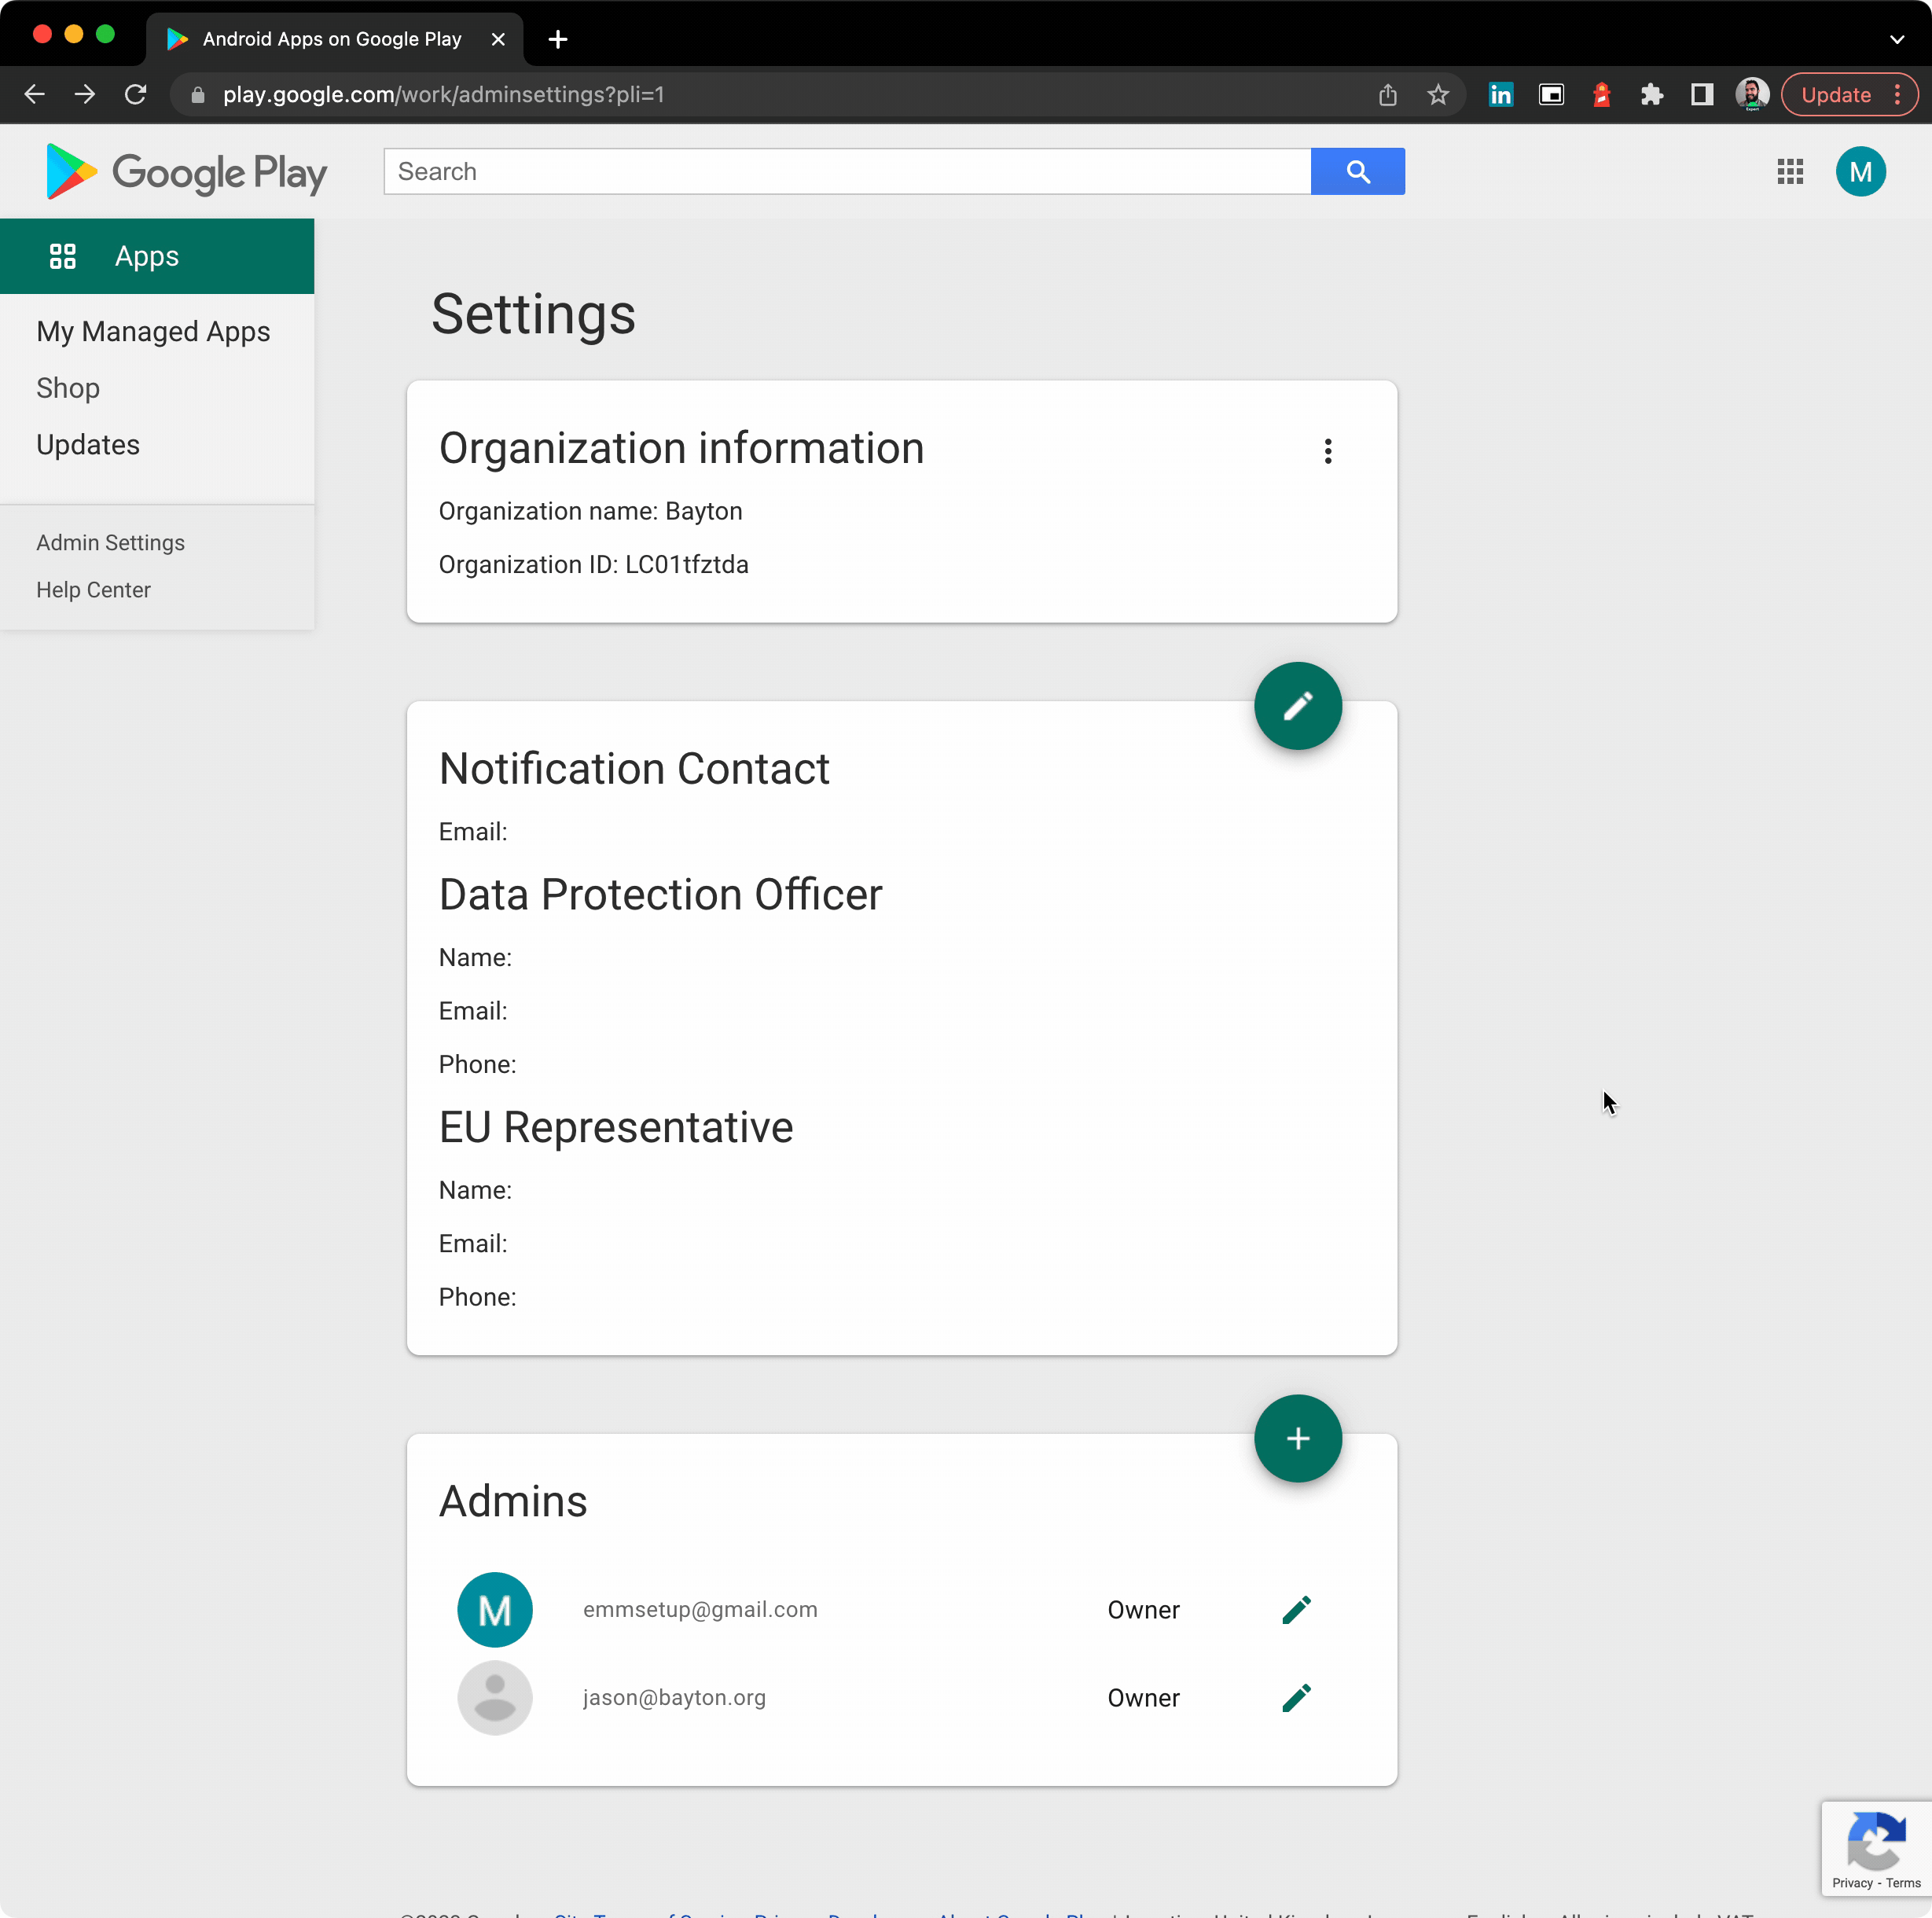 Android Apps on Google Play
play.google.com/work/adminsettings?pli=1
Update
Google Play
Search
M
Apps
My Managed Apps
Shop
Updates
Admin Settings
Help Center
Settings
Organization information
Organization name: Bayton
Organization ID: LC01tfztda
Notification Contact
Email:
Data Protection Officer
Name:
Email:
Phone:
EU Representative
Name:
Email:
Phone:
Admins
M
emmsetup@gmail.com
Owner
jason@bayton.org
Owner
Privacy - Terms